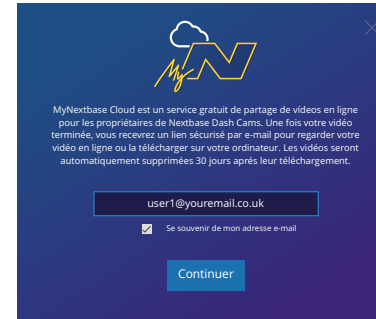 MyN
MyNextbase Cloud est un service gratuit de partage de vídeos en ligne
pour les propriétaires de Nextbase Dash Cams. Une fois votre vidéo
terminée, vous recevrez un lien sécurisé par e-mail pour regarder votre
vidéo en ligne ou la télécharger sur votre ordinateur. Les vidéos seront
automatiquement supprimées 30 jours aprés leur téléchargement.
user1@youremail.co.uk
Se souvenir de mon adresse e-mail
Continuer